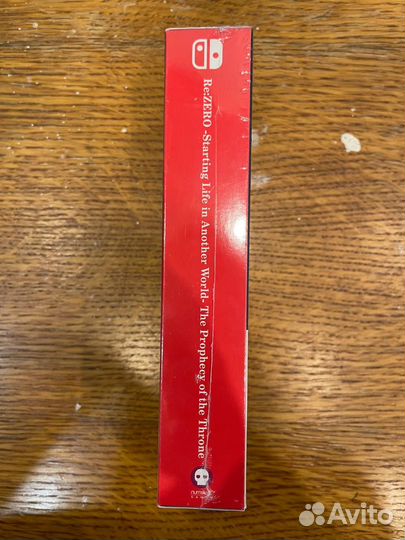 Re:ZERO -Starting Life in Another World- The Prophecy of the Throne
Avito